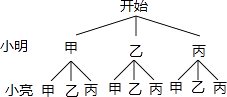 开始
小明 甲 乙 丙
小亮 甲 乙 丙 甲 乙 丙 甲 乙 丙